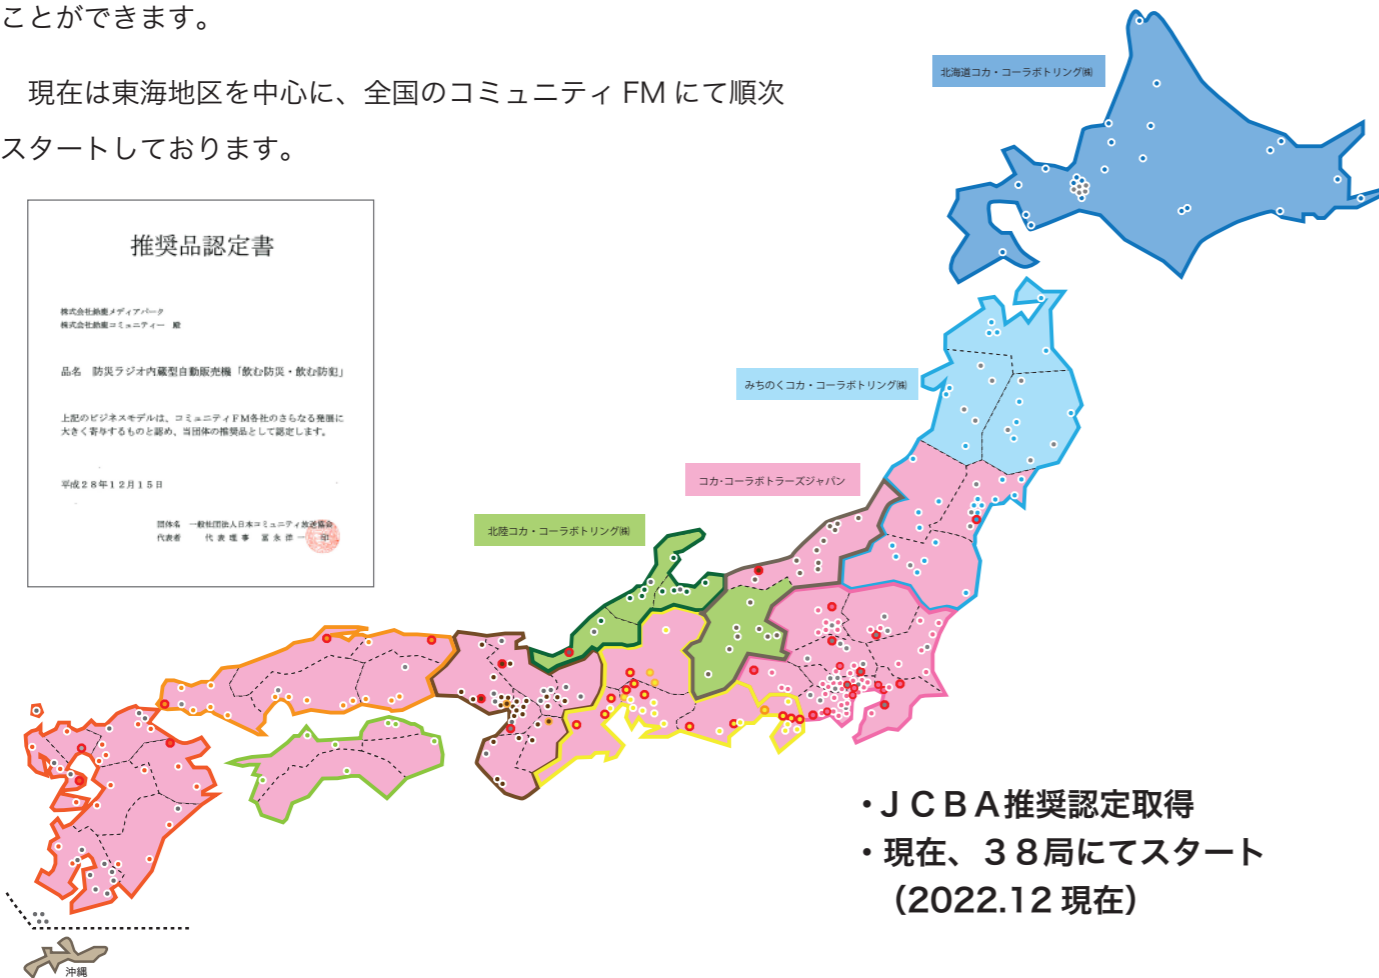 ことができます。
現在は東海地区を中心に、全国のコミュニティ FM にて順次
スタートしております。
推奨品認定書
株式会社鈴鹿メディアパーク
株式会社鈴鹿コミュニティー 殿
品名 防災ラジオ内蔵型自動販売機「飲む防災・飲む防犯」
上記のビジネスモデルは、コミュニティFM各社のさらなる発展に
大きく寄与するものと認め、当団体の推奨品として認定します。
平成28年12月15日
団体名 一般社団法人日本コミュニティ放送協会
代表者 代表理事 冨永洋一
北海道コカ・コーラボトリング㈱
みちのくコカ・コーラボトリング㈱
コカ・コーラボトラーズジャパン
北陸コカ・コーラボトリング㈱
・ＪＣＢＡ推奨認定取得
・現在、３８局にてスタート
（2022.12 現在）
沖縄